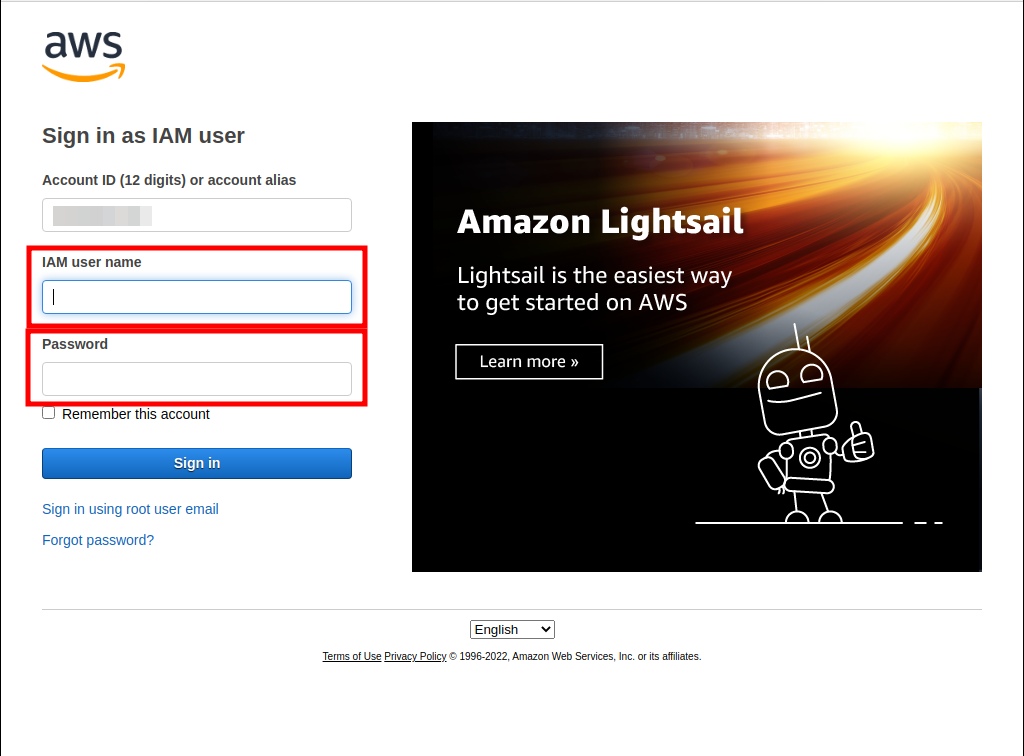 aws
Sign in as IAM user
Account ID (12 digits) or account alias
IAM user name
Password
Remember this account
Sign in
Sign in using root user email
Forgot password?
Amazon Lightsail
Lightsail is the easiest way
to get started on AWS
Learn more »
English
Terms of Use Privacy Policy © 1996-2022, Amazon Web Services, Inc. or its affiliates.